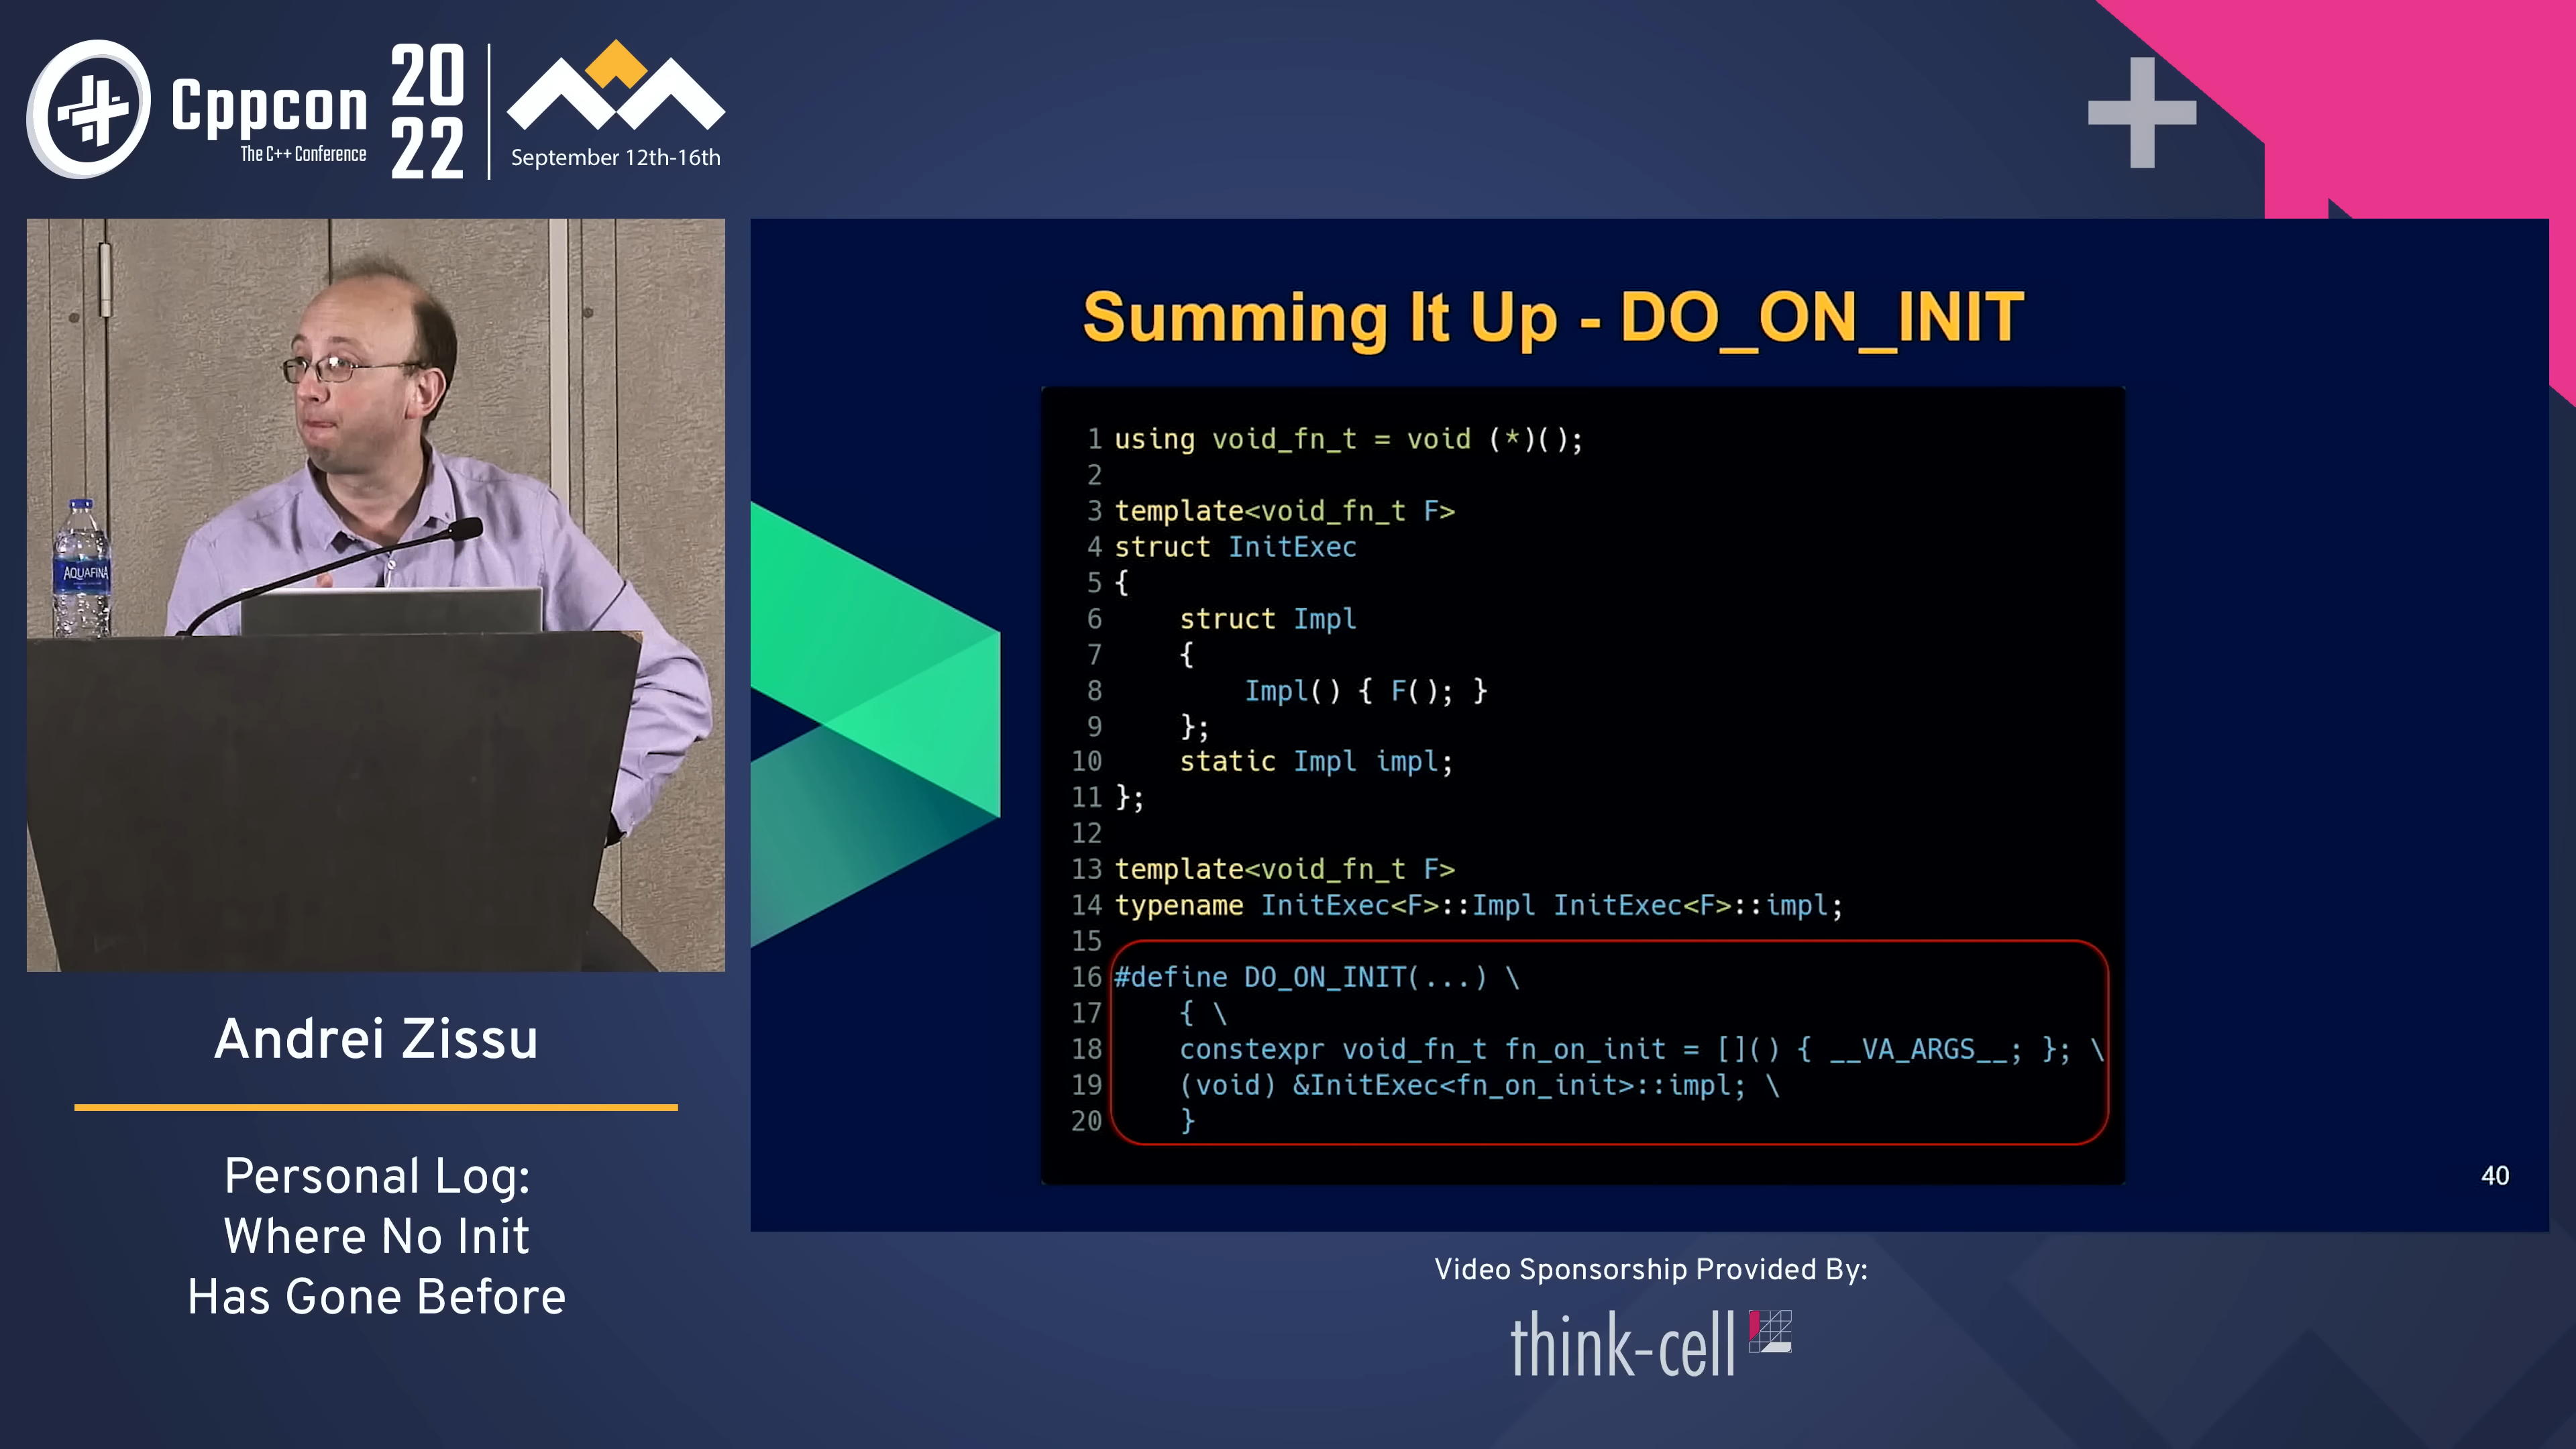 Cppcon
The C++ Conference
20
22
September 12th-16th
AQUAFINA
Summing It Up - DO_ON_INIT
1 using void_fn_t = void (*)();
2
3 template<void_fn_t F>
4 struct InitExec
5 {
6     struct Impl
7     {
8         Impl() { F(); }
9     };
10     static Impl impl;
11 };
12
13 template<void_fn_t F>
14 typename InitExec<F>::Impl InitExec<F>::impl;
15
16 #define DO_ON_INIT(...) \
17     { \
18     constexpr void_fn_t fn_on_init = []() { __VA_ARGS__; }; \
19     (void) &InitExec<fn_on_init>::impl; \
20     }
40
Andrei Zissu
Personal Log:
Where No Init
Has Gone Before
Video Sponsorship Provided By:
think-cell